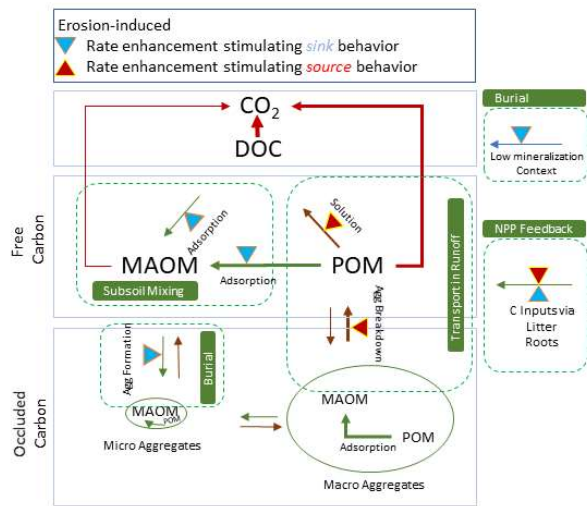 Erosion-induced
Rate enhancement stimulating sink behavior
Rate enhancement stimulating source behavior
CO2
DOC
Burial
Low mineralization
Context
Free
Carbon
Adsorption
Solution
MAOM
Adsorption
POM
Subsoil Mixing
Transport in Runoff
NPP Feedback
C Inputs via
Litter
Roots
Agg Breakdown
Occluded
Carbon
Agg Formation
Burial
MAOM
POM
Micro Aggregates
MAOM
POM
Adsorption
Macro Aggregates